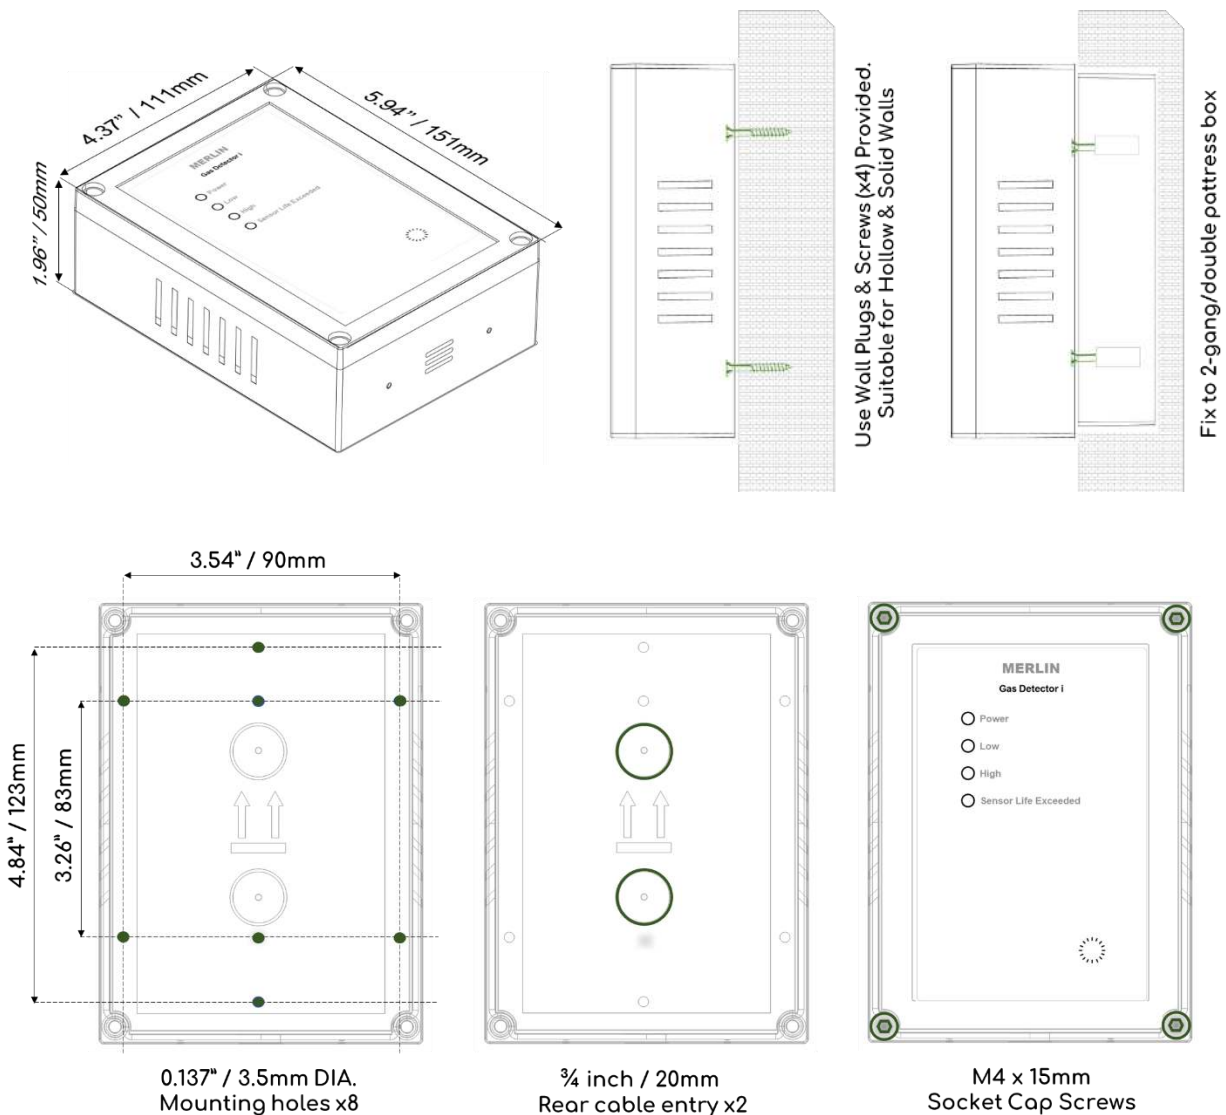 4.37" / 111mm
5.94" / 151mm
1.96" / 50mm
MERLIN
Gas Detector i
Power
Low
High
Sensor Life Exceeded
Use Wall Plugs & Screws (x4) Provided.
Suitable for Hollow & Solid Walls
Fix to 2-gang/double pattress box
3.54" / 90mm
4.84" / 123mm
3.26" / 83mm
0.137" / 3.5mm DIA.
Mounting holes x8
¾ inch / 20mm
Rear cable entry x2
MERLIN
Gas Detector i
Power
Low
High
Sensor Life Exceeded
M4 x 15mm
Socket Cap Screws